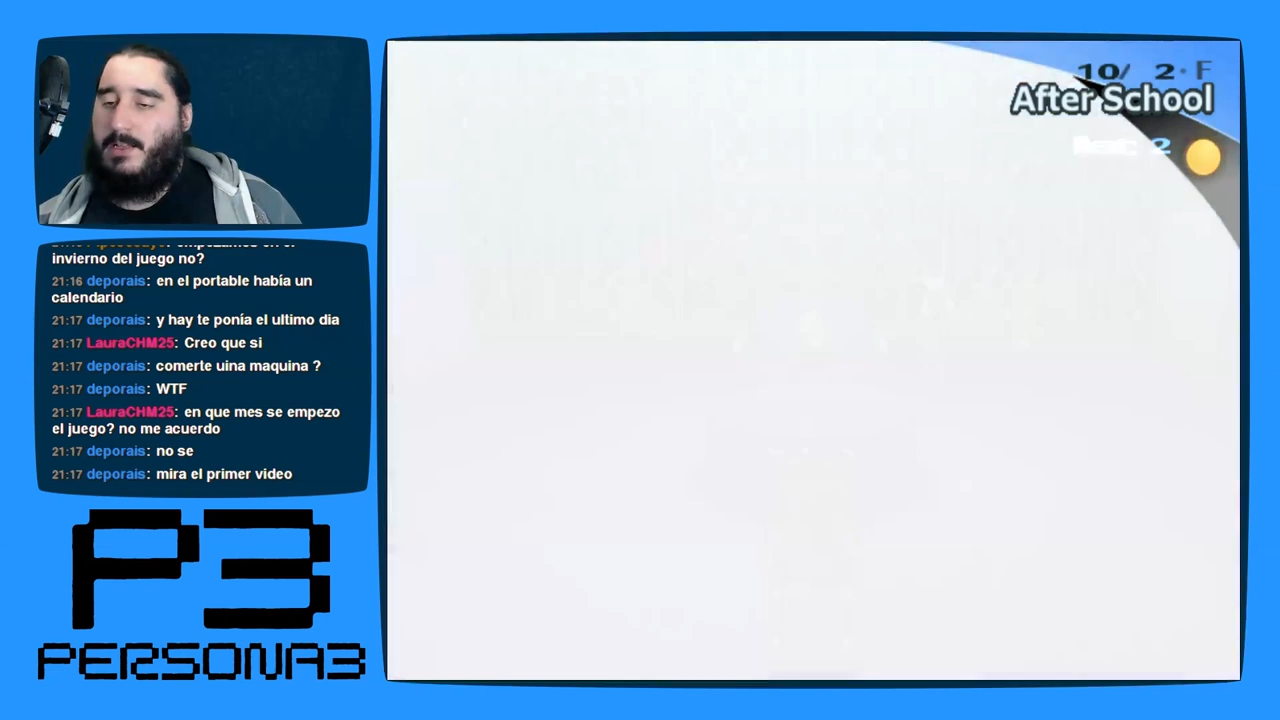 invierno del juego no?
21:16 deporais: en el portable había un
calendario
21:17 deporais: y hay te ponía el ultimo dia
21:17 LauraCHM25: Creo que si
21:17 deporais: comerte uina maquina ?
21:17 deporais: WTF
21:17 LauraCHM25: en que mes se empezo
el juego? no me acuerdo
21:17 deporais: no se
21:17 deporais: mira el primer video
P3
PERSONA3
10/ 2·F
After School
2